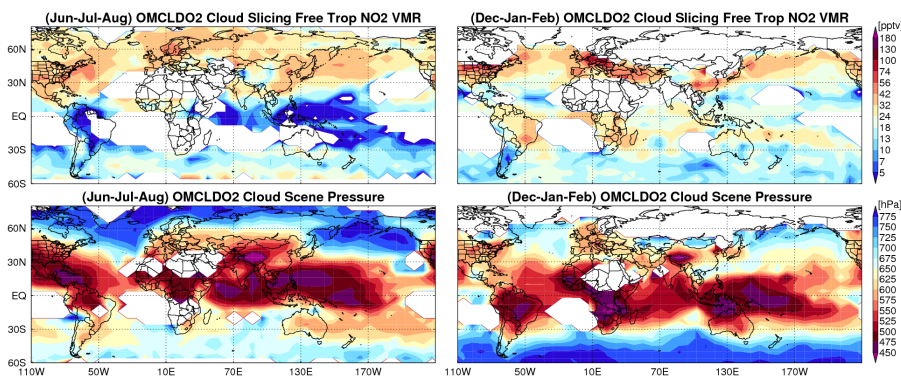 (Jun-Jul-Aug) OMCLDO2 Cloud Slicing Free Trop NO2 VMR
(Dec-Jan-Feb) OMCLDO2 Cloud Slicing Free Trop NO2 VMR
[pptv]
60N
30N
EQ
30S
60S
180
130
100
74
56
42
32
24
18
13
10
7
5
(Jun-Jul-Aug) OMCLDO2 Cloud Scene Pressure
(Dec-Jan-Feb) OMCLDO2 Cloud Scene Pressure
[hPa]
60N
30N
EQ
30S
60S
775
750
725
700
675
650
625
600
575
550
525
500
475
450
110W 50W 10E 70E 130E 170W
110W 50W 10E 70E 130E 170W